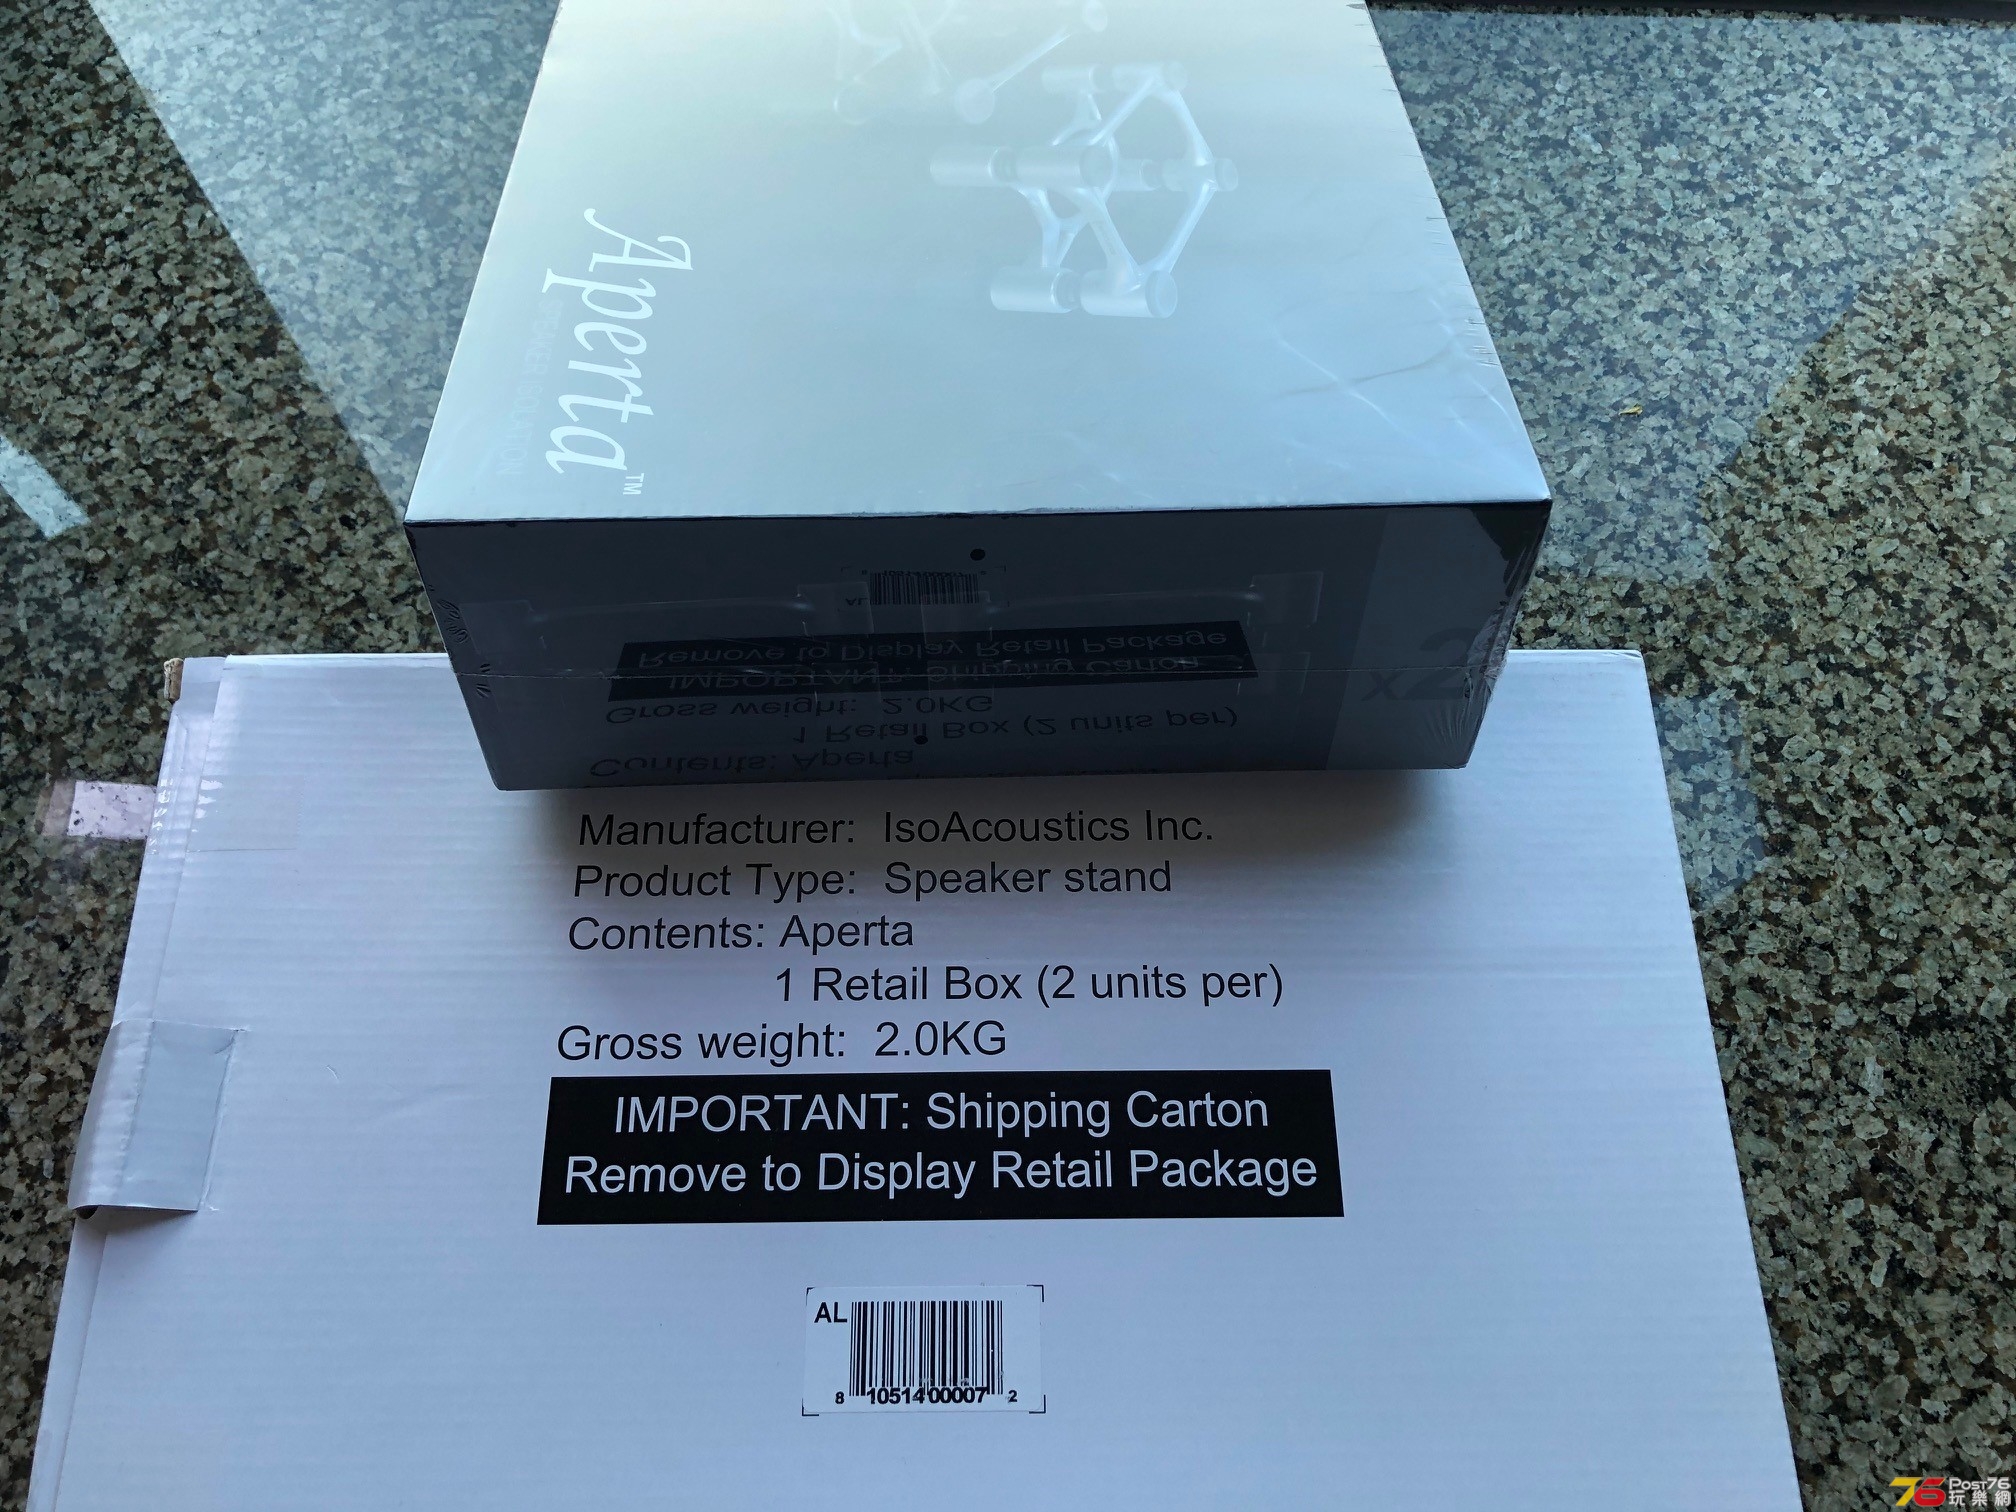 Aperta™
SPEAKER ISOLATION
x2
Manufacturer: IsoAcoustics Inc.
Product Type: Speaker stand
Contents: Aperta
1 Retail Box (2 units per)
Gross weight: 2.0KG
IMPORTANT: Shipping Carton
Remove to Display Retail Package
AL
8 10514 00007 2
76 Post76
玩樂網